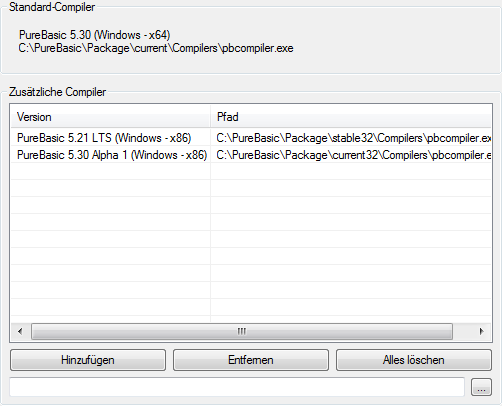 Standard-Compiler
PureBasic 5.30 (Windows - x64)
C:\PureBasic\Package\current\Compilers\pbcompiler.exe
Zusätzliche Compiler
Version Pfad
PureBasic 5.21 LTS (Windows - x86) C:\PureBasic\Package\stable32\Compilers\pbcompiler.ex
PureBasic 5.30 Alpha 1 (Windows - x86) C:\PureBasic\Package\current32\Compilers\pbcompiler.e
Hinzufügen Entfernen Alles löschen
...